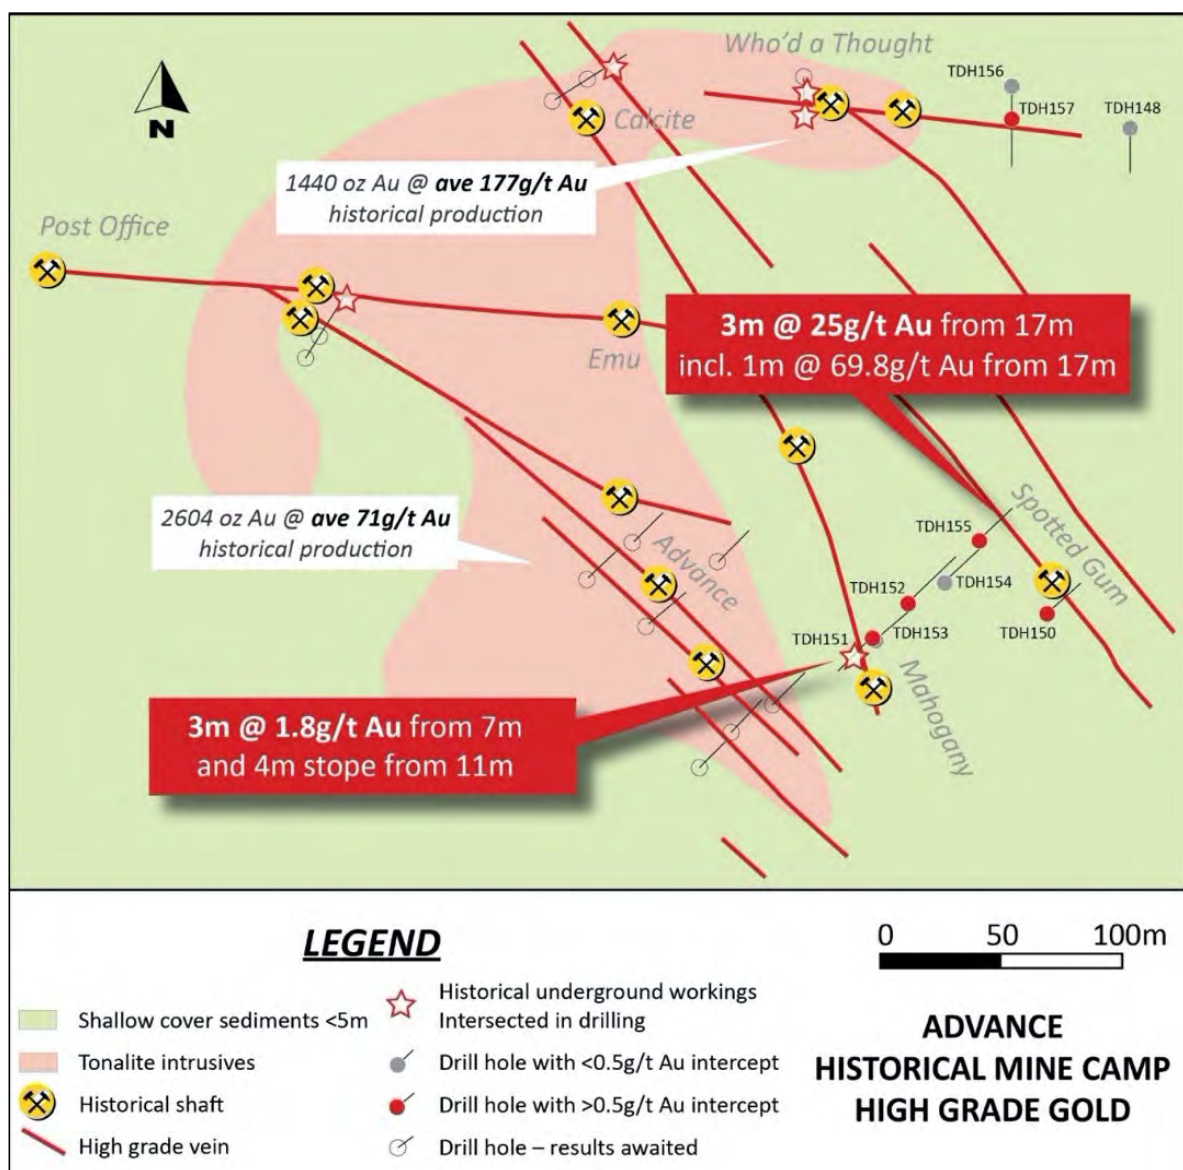 Who'd a Thought
TDH156
TDH157
TDH148
N
Calcite
1440 oz Au @ ave 177g/t Au
historical production
Post Office
3m @ 25g/t Au from 17m
incl. 1m @ 69.8g/t Au from 17m
Emu
2604 oz Au @ ave 71g/t Au
historical production
Advance
Spotted Gum
TDH155
TDH154
TDH152
TDH150
TDH151
TDH153
Mahogany
3m @ 1.8g/t Au from 7m
and 4m stope from 11m
LEGEND
Shallow cover sediments <5m
Tonalite intrusives
Historical shaft
High grade vein
Historical underground workings
Intersected in drilling
Drill hole with <0.5g/t Au intercept
Drill hole with >0.5g/t Au intercept
Drill hole – results awaited
0 50 100m
ADVANCE
HISTORICAL MINE CAMP
HIGH GRADE GOLD